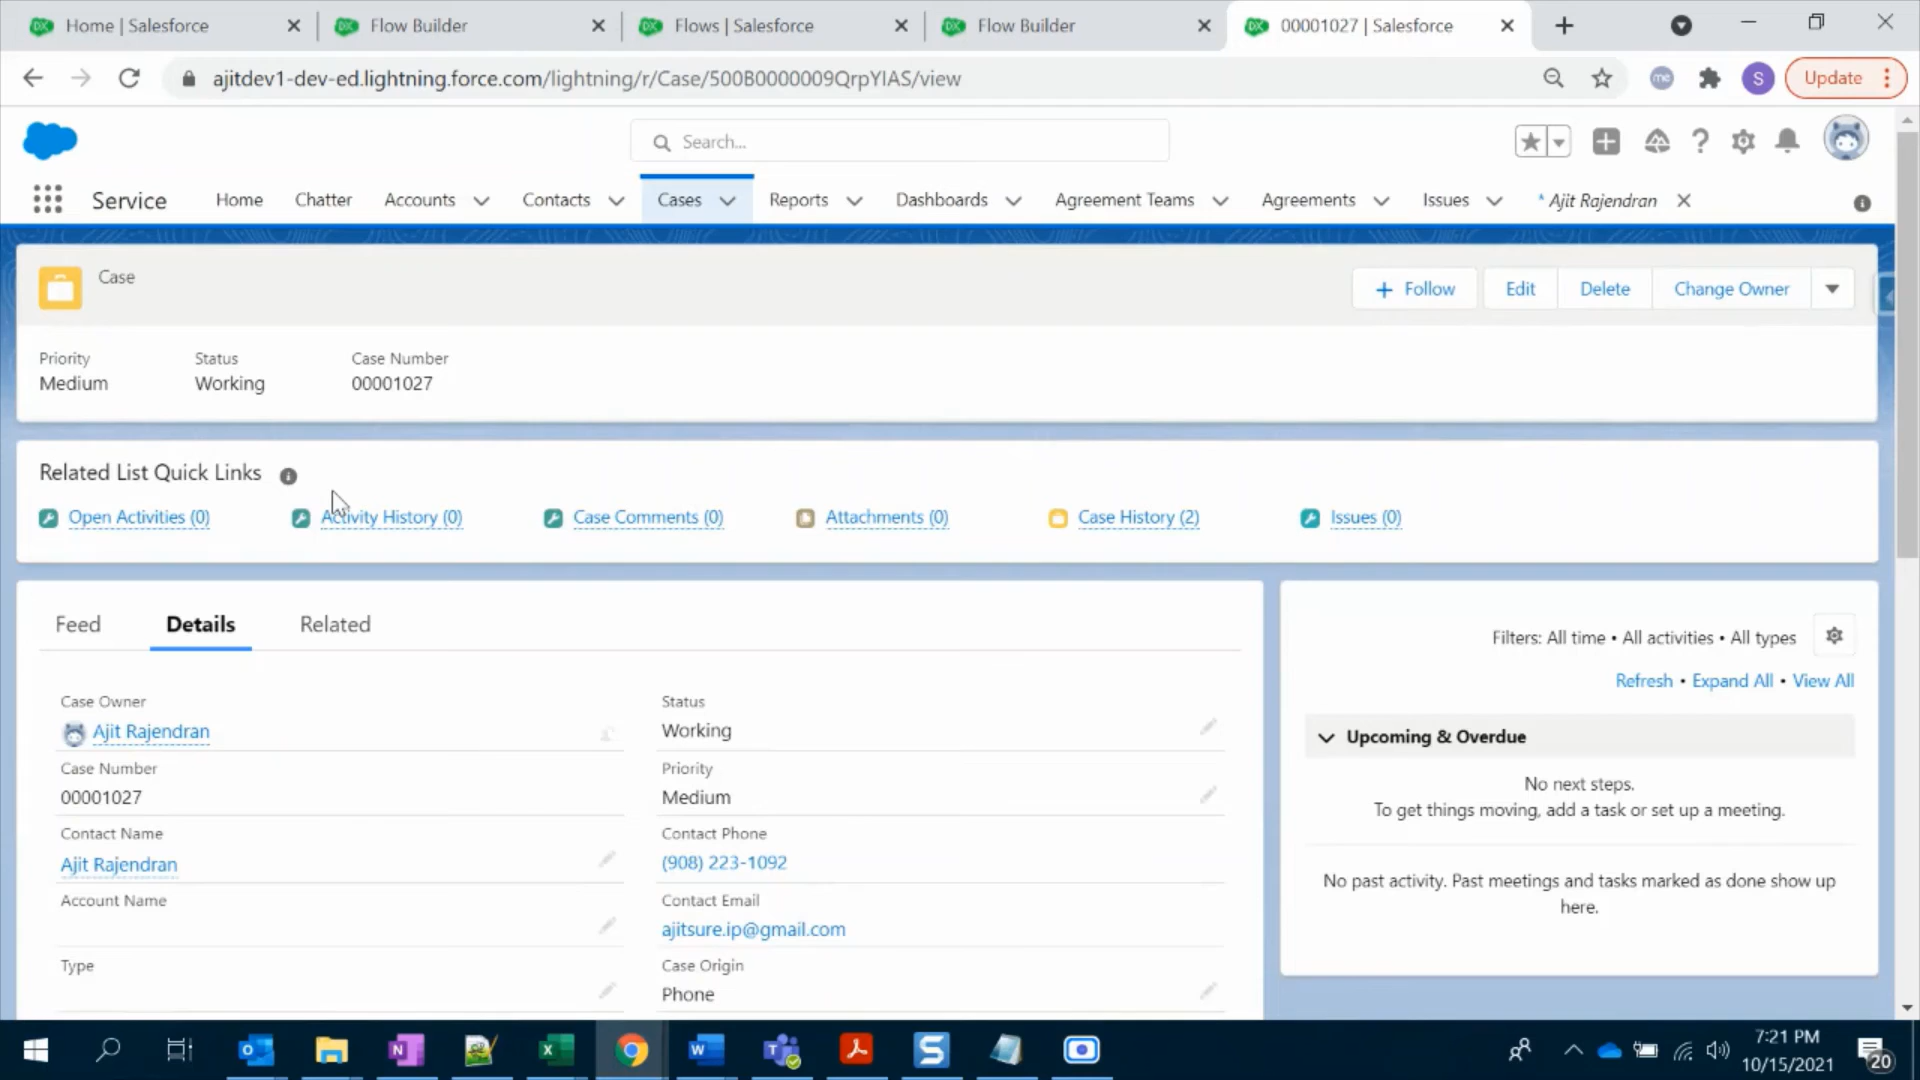 Home | Salesforce
Flow Builder
Flows | Salesforce
Flow Builder
00001027 | Salesforce
ajitdev1-dev-ed.lightning.force.com/lightning/r/Case/500B0000009QrpYIAS/view
me
S
Update
Search...
Service
Home
Chatter
Accounts
Contacts
Cases
Reports
Dashboards
Agreement Teams
Agreements
Issues
* Ajit Rajendran
Case
Follow
Edit
Delete
Change Owner
Priority
Status
Case Number
Medium
Working
00001027
Related List Quick Links
Open Activities (0)
Activity History (0)
Case Comments (0)
Attachments (0)
Case History (2)
Issues (0)
Feed
Details
Related
Case Owner
Ajit Rajendran
Case Number
00001027
Contact Name
Ajit Rajendran
Account Name
Type
Status
Working
Priority
Medium
Contact Phone
(908) 223-1092
Contact Email
ajitsure.ip@gmail.com
Case Origin
Phone
Filters: All time • All activities • All types
Refresh • Expand All • View All
Upcoming & Overdue
No next steps.
To get things moving, add a task or set up a meeting.
No past activity. Past meetings and tasks marked as done show up
here.
7:21 PM
10/15/2021
20